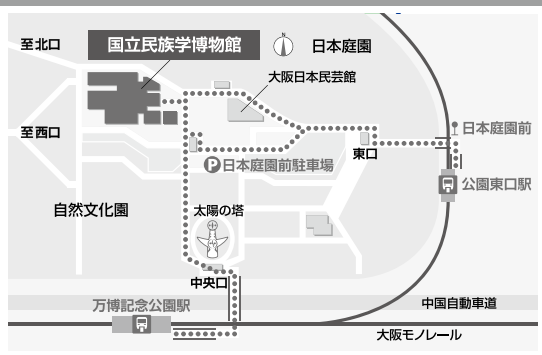 至北口
国立民族学博物館
日本庭園
大阪日本民芸館
至西口
日本庭園前
P日本庭園前駐車場
東口
公園東口駅
自然文化園
太陽の塔
中央口
万博記念公園駅
中国自動車道
大阪モノレール